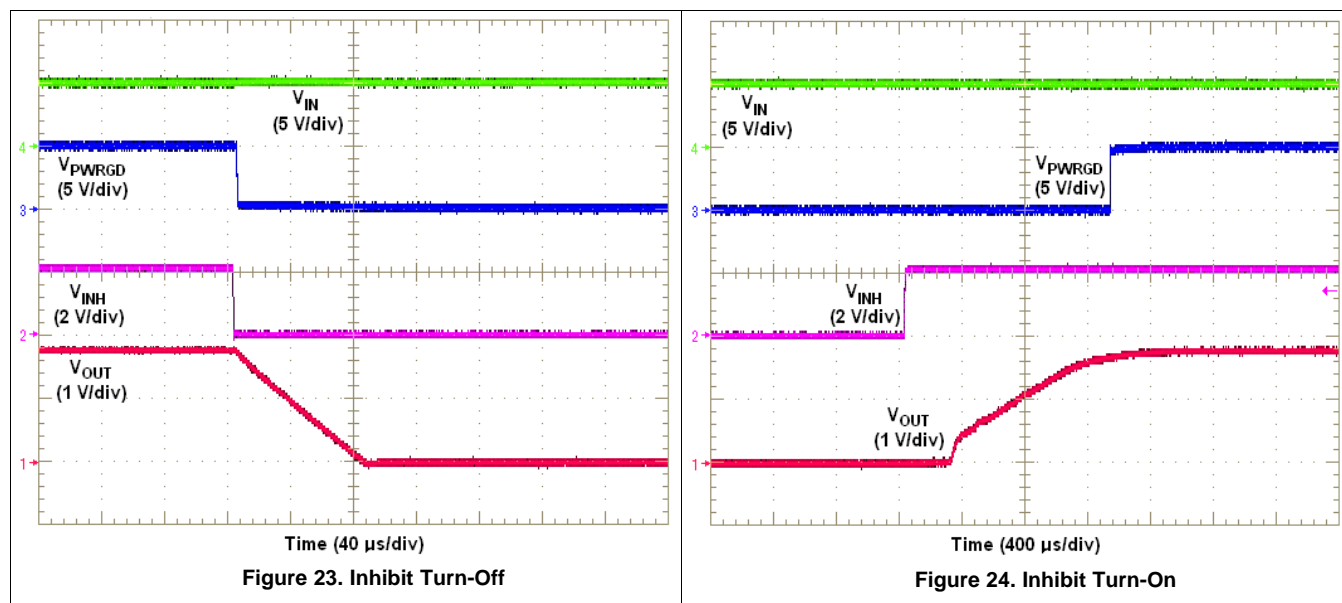 V_IN
(5 V/div)
4
V_PWRGD
(5 V/div)
3
V_INH
(2 V/div)
2
V_OUT
(1 V/div)
1
Time (40 µs/div)
Figure 23. Inhibit Turn-Off
V_IN
(5 V/div)
4
V_PWRGD
(5 V/div)
3
V_INH
(2 V/div)
2
V_OUT
(1 V/div)
1
Time (400 µs/div)
Figure 24. Inhibit Turn-On